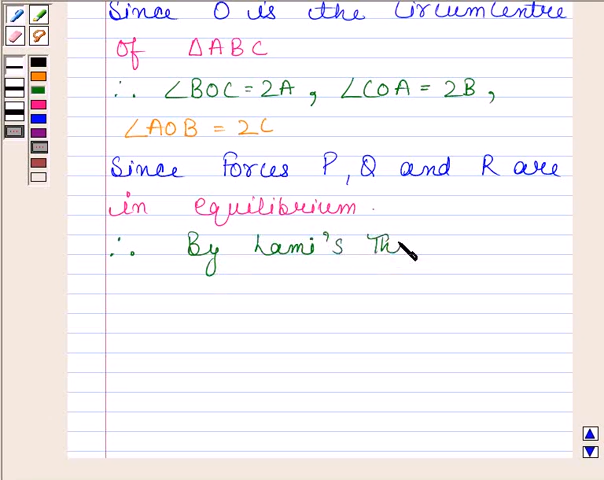 Since O is the Circumcentre
of ΔABC
∴ ∠BOC = 2A, ∠COA = 2B,
∠AOB = 2C
Since Forces P, Q and R are
in equilibrium.
∴ By Lami's Th